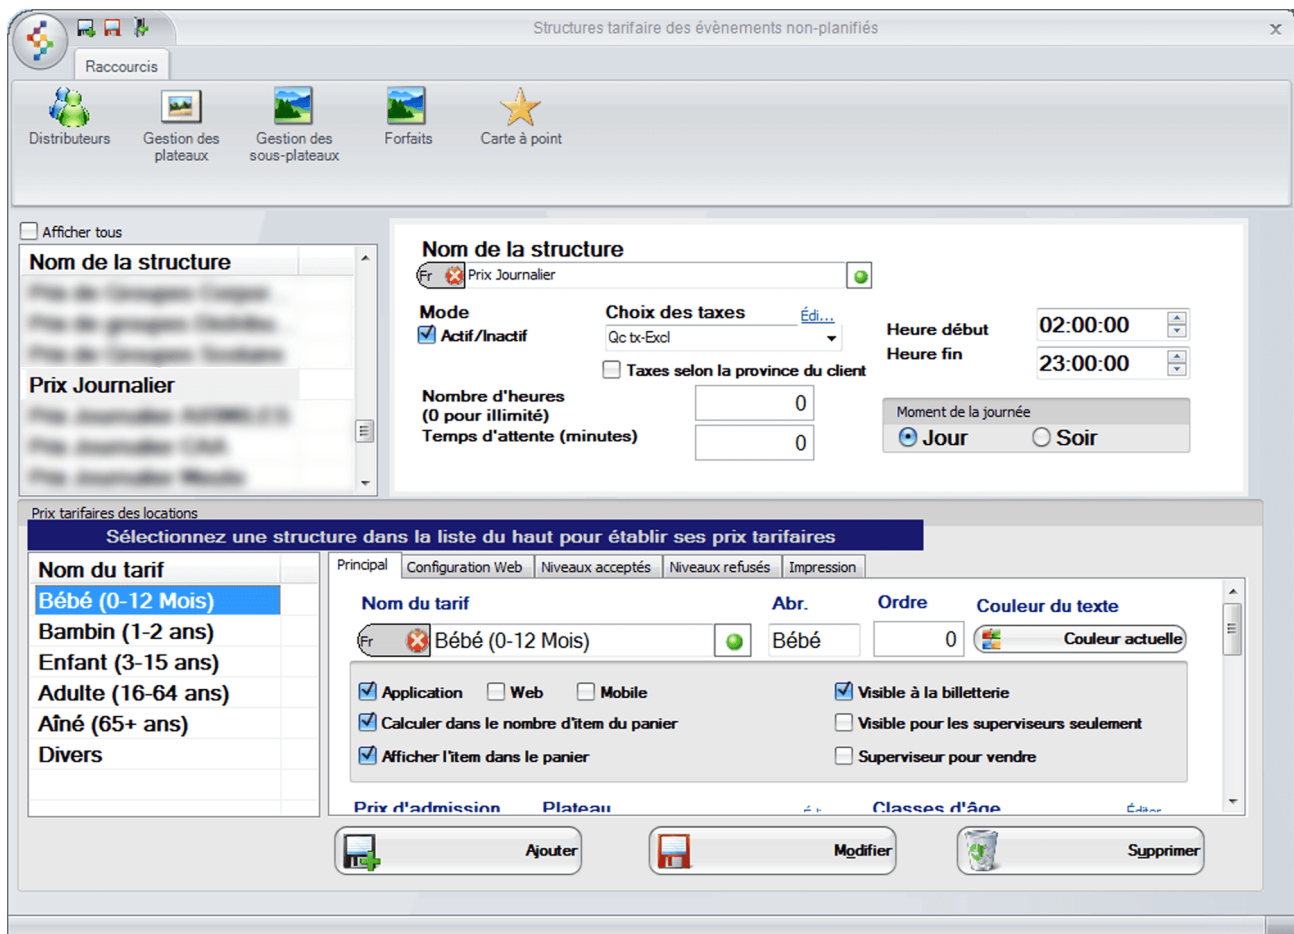 Structures tarifaire des évènements non-planifiés
x
Raccourcis
Distributeurs
Gestion des
plateaux
Gestion des
sous-plateaux
Forfaits
Carte à point
Afficher tous
Nom de la structure
Prix Journalier
Nom de la structure
Fr Prix Journalier
Mode
Actif/Inactif
Choix des taxes Édi...
Qc tx-Excl
Taxes selon la province du client
Heure début 02:00:00
Heure fin 23:00:00
Nombre d'heures
(0 pour illimité) 0
Temps d'attente (minutes) 0
Moment de la journée
Jour Soir
Prix tarifaires des locations
Sélectionnez une structure dans la liste du haut pour établir ses prix tarifaires
Nom du tarif
Bébé (0-12 Mois)
Bambin (1-2 ans)
Enfant (3-15 ans)
Adulte (16-64 ans)
Aîné (65+ ans)
Divers
Principal Configuration Web Niveaux acceptés Niveaux refusés Impression
Nom du tarif Abr. Ordre Couleur du texte
Fr Bébé (0-12 Mois) Bébé 0 Couleur actuelle
Application Web Mobile Visible à la billetterie
Calculer dans le nombre d'item du panier Visible pour les superviseurs seulement
Afficher l'item dans le panier Superviseur pour vendre
Prix d'admission Plateau Classes d'âge Éditer
Ajouter Modifier Supprimer